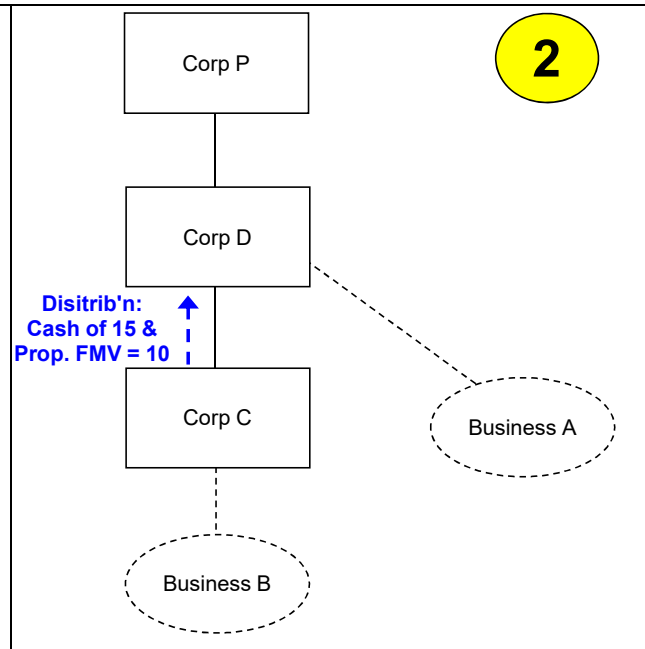 Corp P
2
Corp D
Disitrib'n:
Cash of 15 &
Prop. FMV = 10
Corp C
Business A
Business B